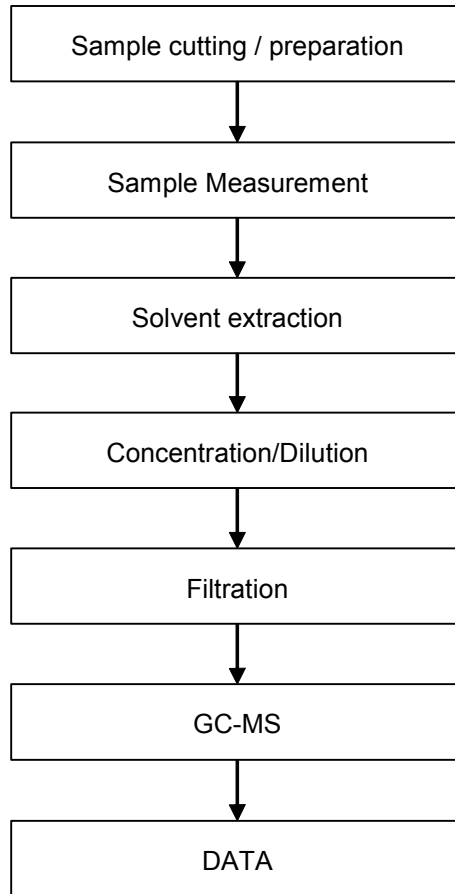 Sample cutting / preparation
Sample Measurement
Solvent extraction
Concentration/Dilution
Filtration
GC-MS
DATA